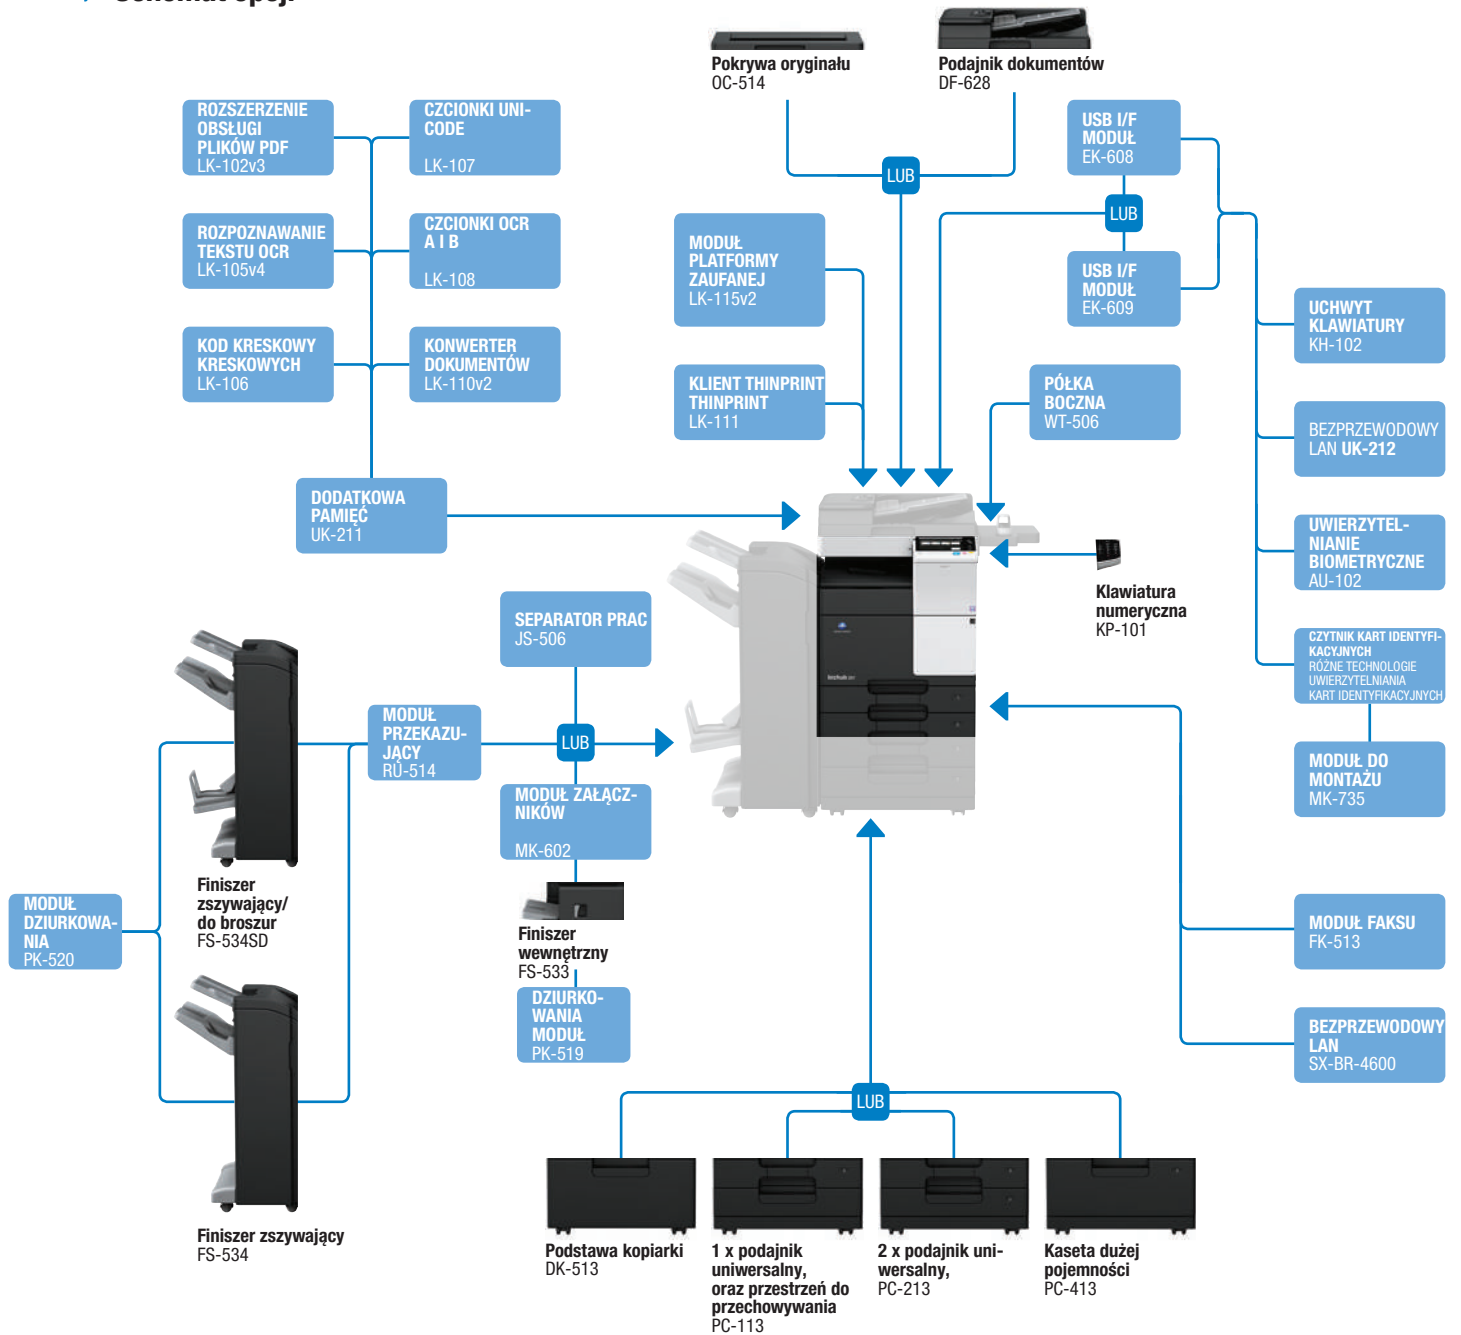 Schemat opcji
Pokrywa oryginału
OC-514
Podajnik dokumentów
DF-628
ROZSZERZENIE
OBSŁUGI
PLIKÓW PDF
LK-102v3
CZCIONKI UNI-
CODE
LK-107
USB I/F
MODUŁ
EK-608
LUB
LUB
ROZPOZNAWANIE
TEKSTU OCR
LK-105v4
CZCIONKI OCR
A I B
LK-108
MODUŁ
PLATFORMY
ZAUFANEJ
LK-115v2
USB I/F
MODUŁ
EK-609
UCHWYT
KLAWIATURY
KH-102
KOD KRESKOWY
KRESKOWYCH
LK-106
KONWERTER
DOKUMENTÓW
LK-110v2
KLIENT THINPRINT
THINPRINT
LK-111
PÓŁKA
BOCZNA
WT-506
BEZPRZEWODOWY
LAN UK-212
DODATKOWA
PAMIĘĆ
UK-211
UWIERZYTEL-
NIANIE
BIOMETRYCZNE
AU-102
Klawiatura
numeryczna
KP-101
SEPARATOR PRAC
JS-506
CZYTNIK KART IDENTYFI-
KACYJNYCH
RÓŻNE TECHNOLOGIE
UWIERZYTELNIANIA
KART IDENTYFIKACYJNYCH
MODUŁ
PRZEKAZU-
JĄCY
RU-514
LUB
MODUŁ DO
MONTAŻU
MK-735
MODUŁ ZAŁĄCZ-
NIKÓW
MK-602
Finiszer
zszywający/
do broszur
FS-534SD
MODUŁ
DZIURKOWA-
NIA
PK-520
Finiszer
wewnętrzny
FS-533
MODUŁ FAKSU
FK-513
DZIURKO-
WANIA
MODUŁ
PK-519
BEZPRZEWODOWY
LAN
SX-BR-4600
LUB
Finiszer zszywający
FS-534
Podstawa kopiarki
DK-513
1 x podajnik
uniwersalny,
oraz przestrzeń do
przechowywania
PC-113
2 x podajnik uni-
wersalny,
PC-213
Kaseta dużej
pojemności
PC-413